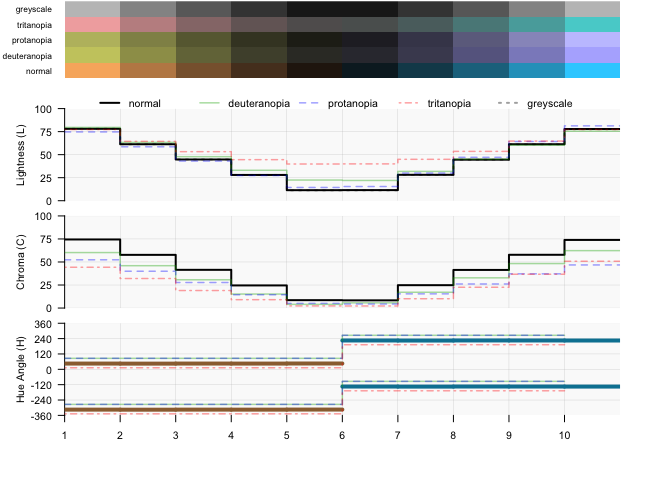 greyscale
tritanopia
protanopia
deuteranopia
normal
normal deuteranopia protanopia tritanopia greyscale
Lightness (L)
100
75
50
25
0
Chroma (C)
100
75
50
25
0
Hue Angle (H)
360
240
120
0
-120
-240
-360
1 2 3 4 5 6 7 8 9 10